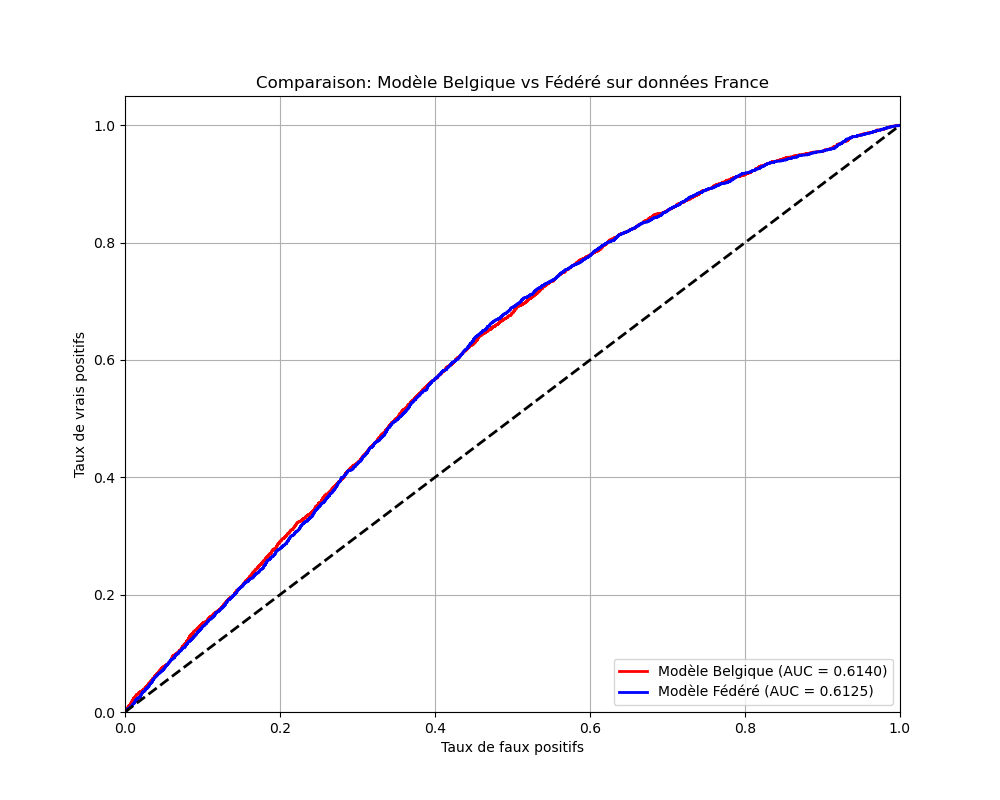 Comparaison: Modèle Belgique vs Fédéré sur données France
1.0
0.8
0.6
0.4
0.2
0.0
Taux de vrais positifs
0.0 0.2 0.4 0.6 0.8 1.0
Taux de faux positifs
Modèle Belgique (AUC = 0.6140)
Modèle Fédéré (AUC = 0.6125)